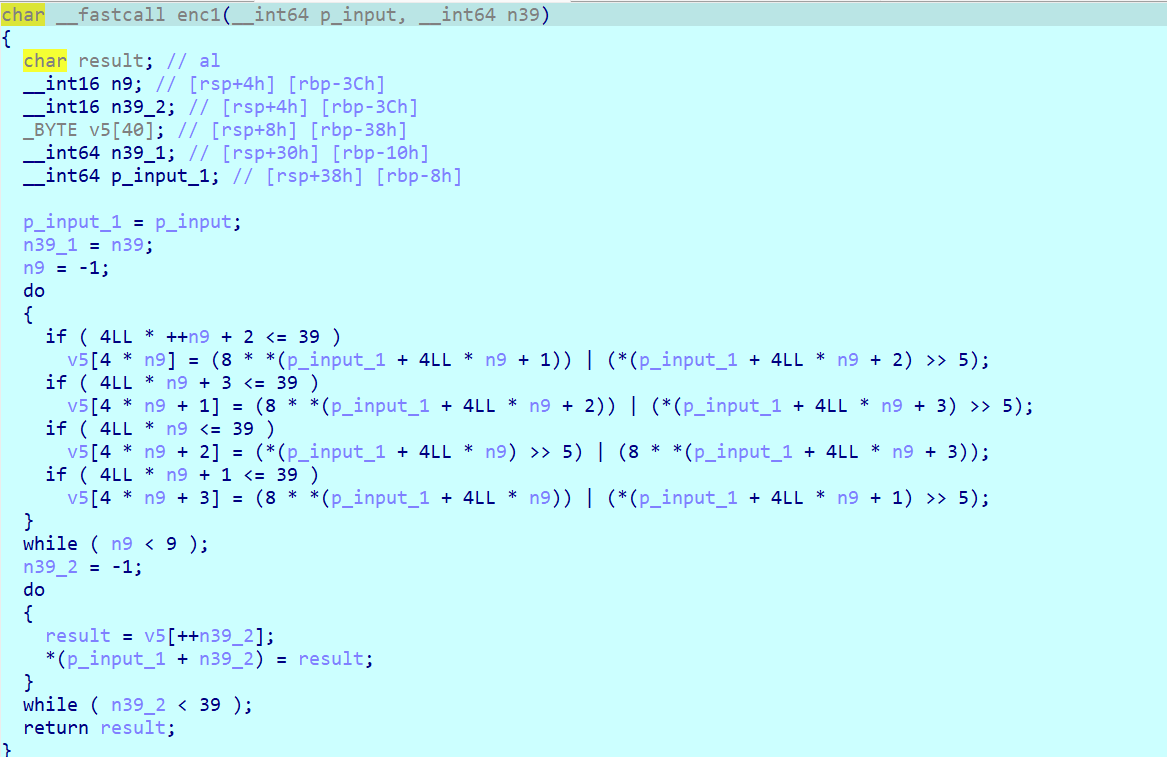 char __fastcall enc1(__int64 p_input, __int64 n39)
{
  char result; // al
  __int16 n9; // [rsp+4h] [rbp-3Ch]
  __int16 n39_2; // [rsp+4h] [rbp-3Ch]
  _BYTE v5[40]; // [rsp+8h] [rbp-38h]
  __int64 n39_1; // [rsp+30h] [rbp-10h]
  __int64 p_input_1; // [rsp+38h] [rbp-8h]

  p_input_1 = p_input;
  n39_1 = n39;
  n9 = -1;
  do
  {
    if ( 4LL * ++n9 + 2 <= 39 )
      v5[4 * n9] = (8 * *(p_input_1 + 4LL * n9 + 1)) | (*(p_input_1 + 4LL * n9 + 2) >> 5);
    if ( 4LL * n9 + 3 <= 39 )
      v5[4 * n9 + 1] = (8 * *(p_input_1 + 4LL * n9 + 2)) | (*(p_input_1 + 4LL * n9 + 3) >> 5);
    if ( 4LL * n9 <= 39 )
      v5[4 * n9 + 2] = (*(p_input_1 + 4LL * n9) >> 5) | (8 * *(p_input_1 + 4LL * n9 + 3));
    if ( 4LL * n9 + 1 <= 39 )
      v5[4 * n9 + 3] = (8 * *(p_input_1 + 4LL * n9)) | (*(p_input_1 + 4LL * n9 + 1) >> 5);
  }
  while ( n9 < 9 );
  n39_2 = -1;
  do
  {
    result = v5[++n39_2];
    *(p_input_1 + n39_2) = result;
  }
  while ( n39_2 < 39 );
  return result;
}